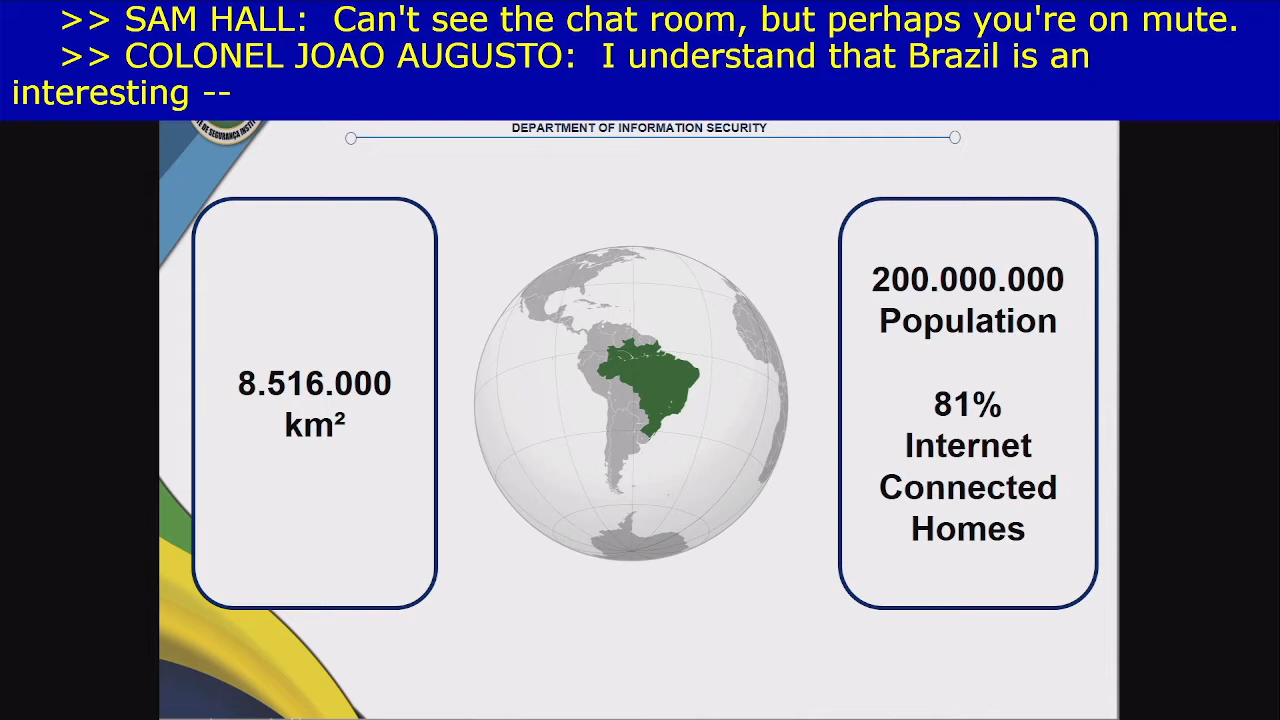 >> SAM HALL: Can't see the chat room, but perhaps you're on mute.
>> COLONEL JOAO AUGUSTO: I understand that Brazil is an
interesting --
DEPARTMENT OF INFORMATION SECURITY
8.516.000
km²
200.000.000
Population
81%
Internet
Connected
Homes